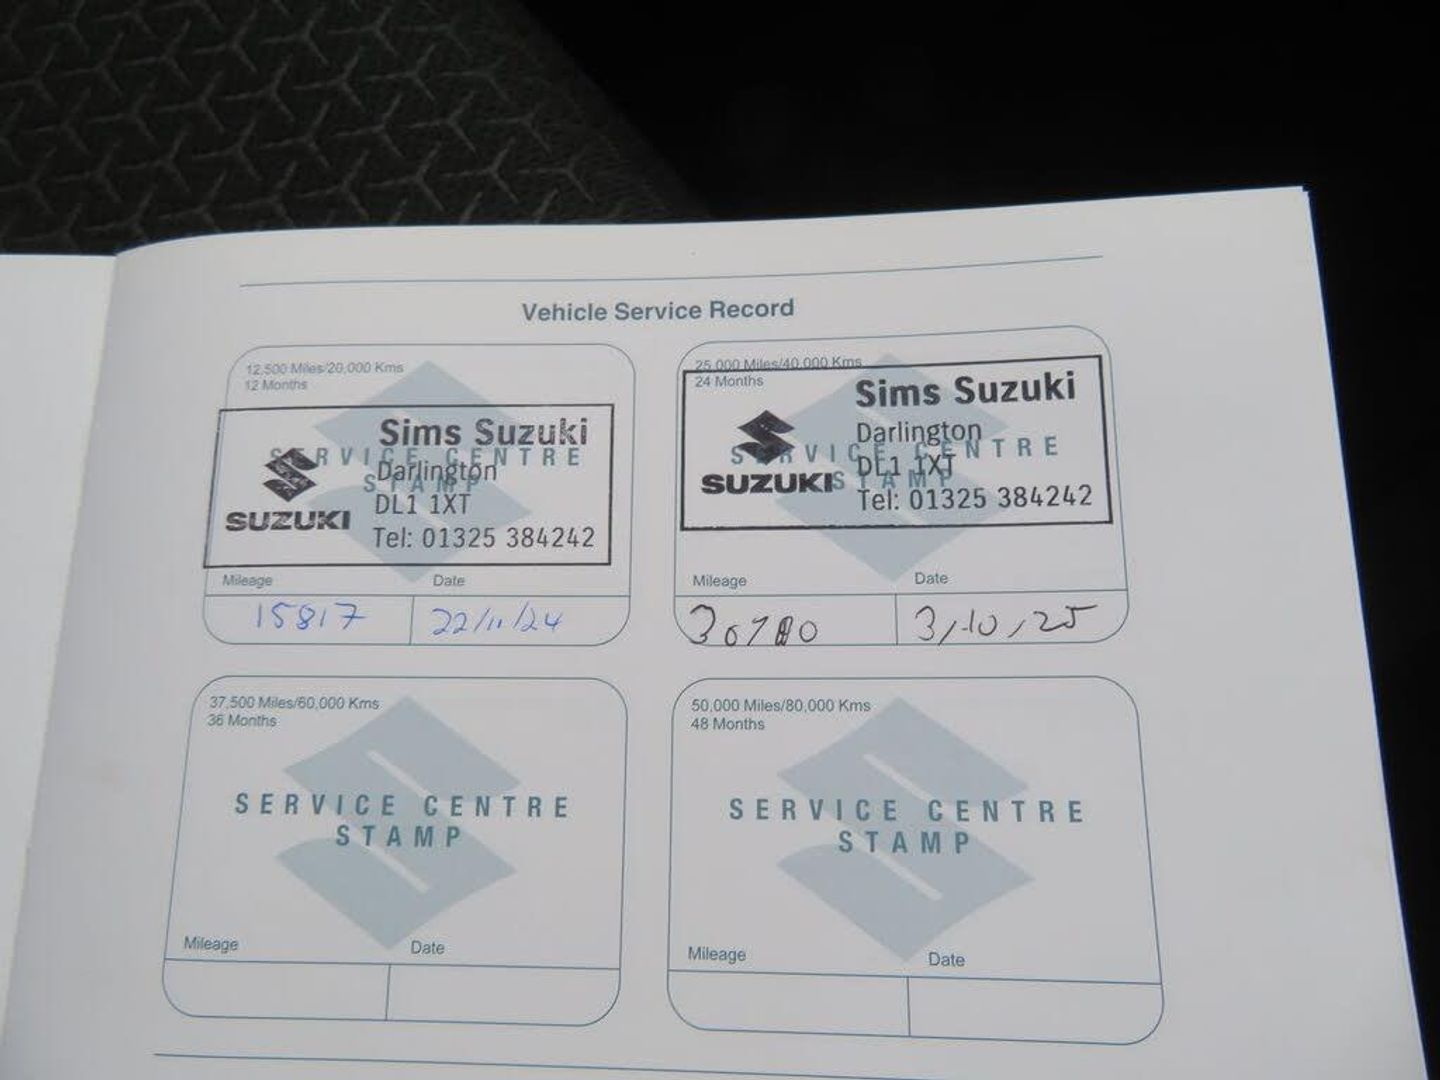 Vehicle Service Record
12,500 Miles/20,000 Kms
12 Months
SERVICE CENTRE
STAMP
Sims Suzuki
Darlington
DL1 1XT
Tel: 01325 384242
SUZUKI
Mileage
Date
15817
22/11/24
25,000 Miles/40,000 Kms
24 Months
SERVICE CENTRE
STAMP
Sims Suzuki
Darlington
DL1 1XT
Tel: 01325 384242
SUZUKI
Mileage
Date
3,10,25
37,500 Miles/60,000 Kms
36 Months
SERVICE CENTRE
STAMP
Mileage
Date
50,000 Miles/80,000 Kms
48 Months
SERVICE CENTRE
STAMP
Mileage
Date